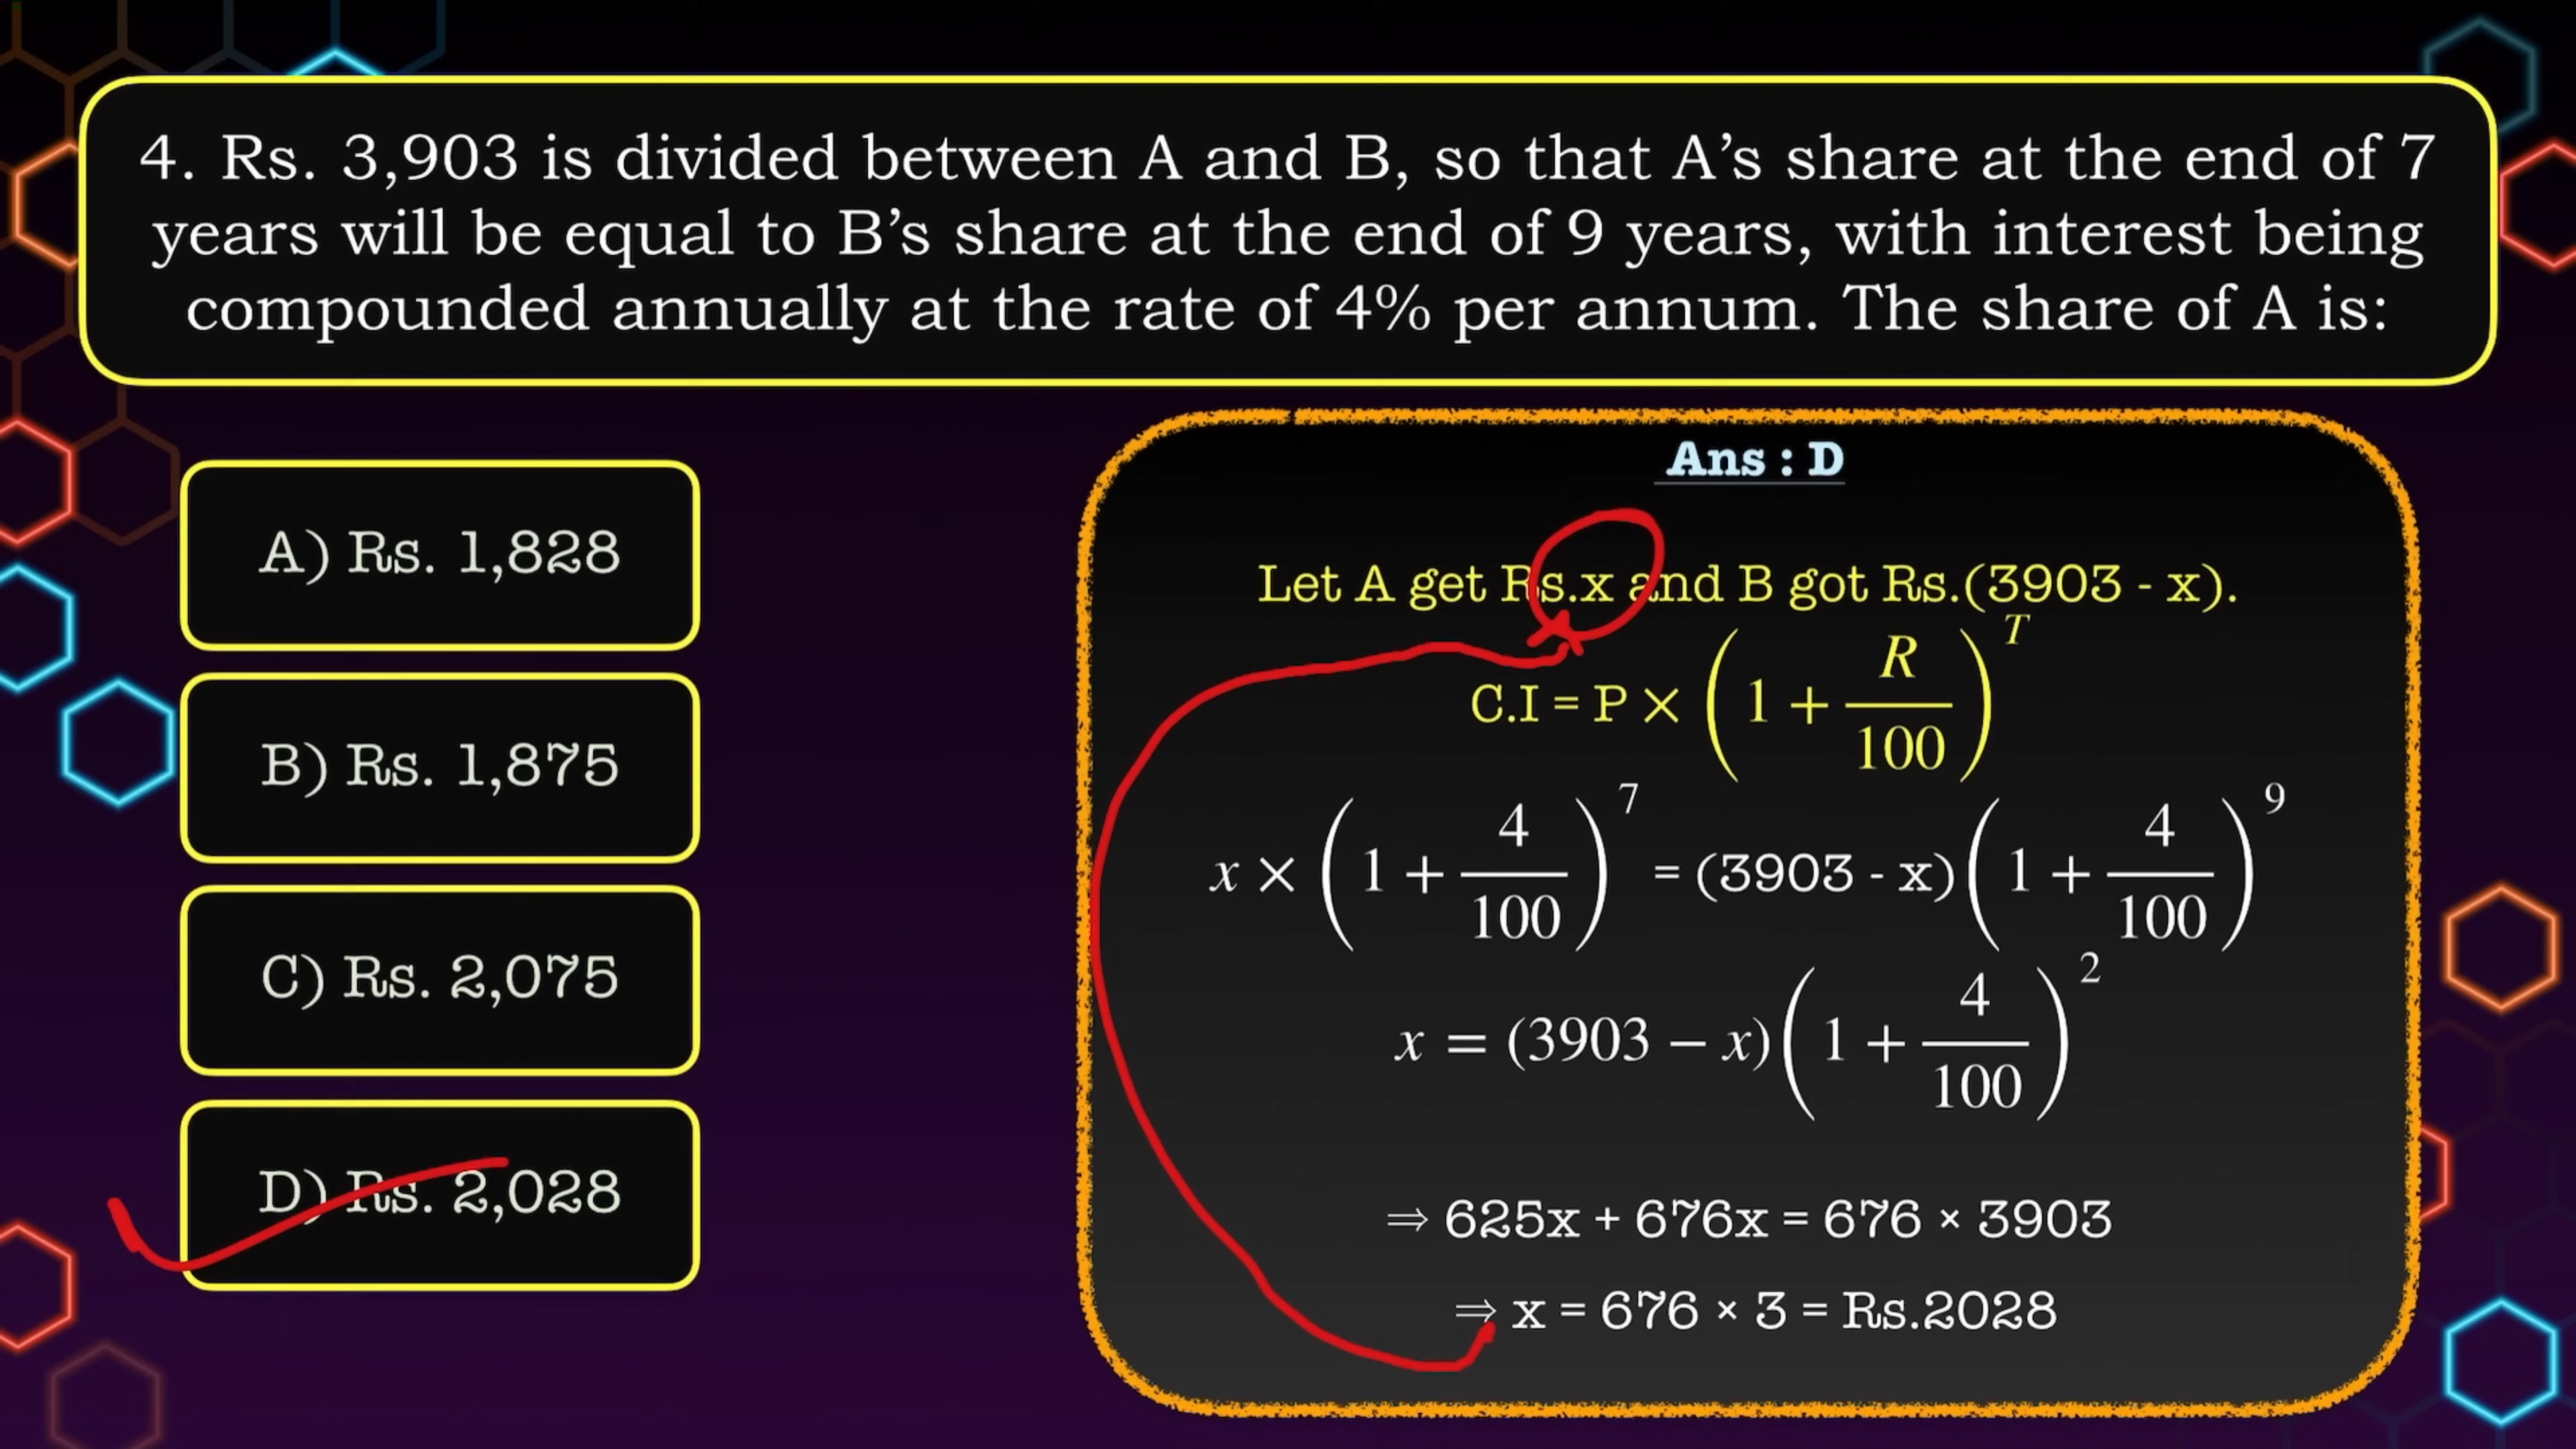 4. Rs. 3,903 is divided between A and B, so that A’s share at the end of 7
years will be equal to B’s share at the end of 9 years, with interest being
compounded annually at the rate of 4% per annum. The share of A is:
A) Rs. 1,828
B) Rs. 1,875
C) Rs. 2,075
D) Rs. 2,028
Ans : D
Let A get Rs.x and B got Rs.(3903 - x).
C.I = P × (1 + R/100)^T
x × (1 + 4/100)^7 = (3903 - x)(1 + 4/100)^9
x = (3903 − x)(1 + 4/100)^2
⇒ 625x + 676x = 676 × 3903
⇒ x = 676 × 3 = Rs.2028